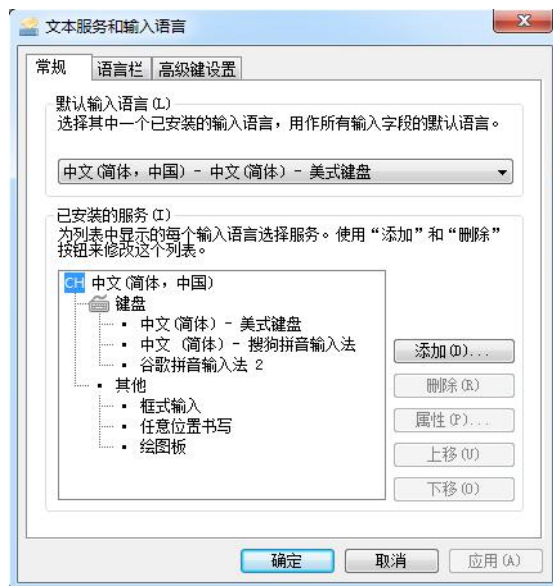 文本服务和输入语言
常规 语言栏 高级键设置
默认输入语言(L)
选择其中一个已安装的输入语言，用作所有输入字段的默认语言。
中文(简体，中国) - 中文(简体) - 美式键盘
已安装的服务(I)
为列表中显示的每个输入语言选择服务。使用“添加”和“删除”
按钮来修改这个列表。
CH 中文(简体，中国)
键盘
中文(简体) - 美式键盘
中文 (简体) - 搜狗拼音输入法
谷歌拼音输入法 2
其他
框式输入
任意位置书写
绘图板
添加(D)...
删除(R)
属性(P)...
上移(U)
下移(O)
确定 取消 应用(A)